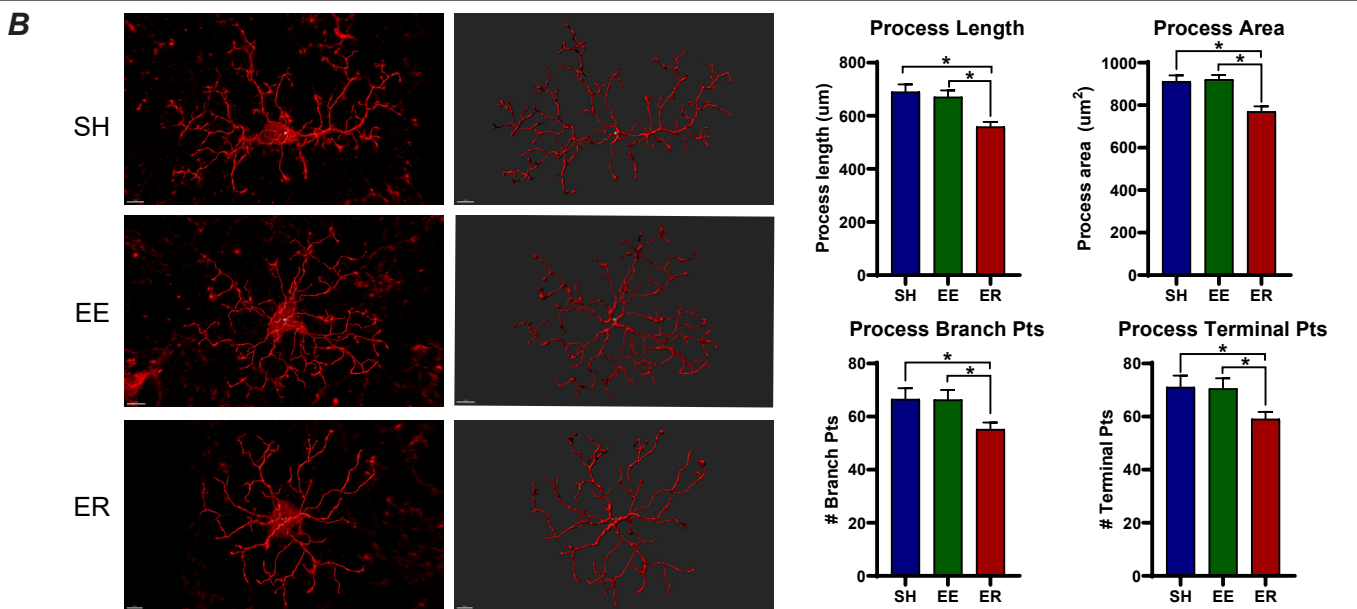 B
SH
EE
ER
Process Length
Process length (um)
800
600
400
200
0
* *
SH EE ER
Process Area
Process area (um²)
1000
800
600
400
200
0
* *
SH EE ER
Process Branch Pts
# Branch Pts
80
60
40
20
0
* *
SH EE ER
Process Terminal Pts
# Terminal Pts
80
60
40
20
0
* *
SH EE ER